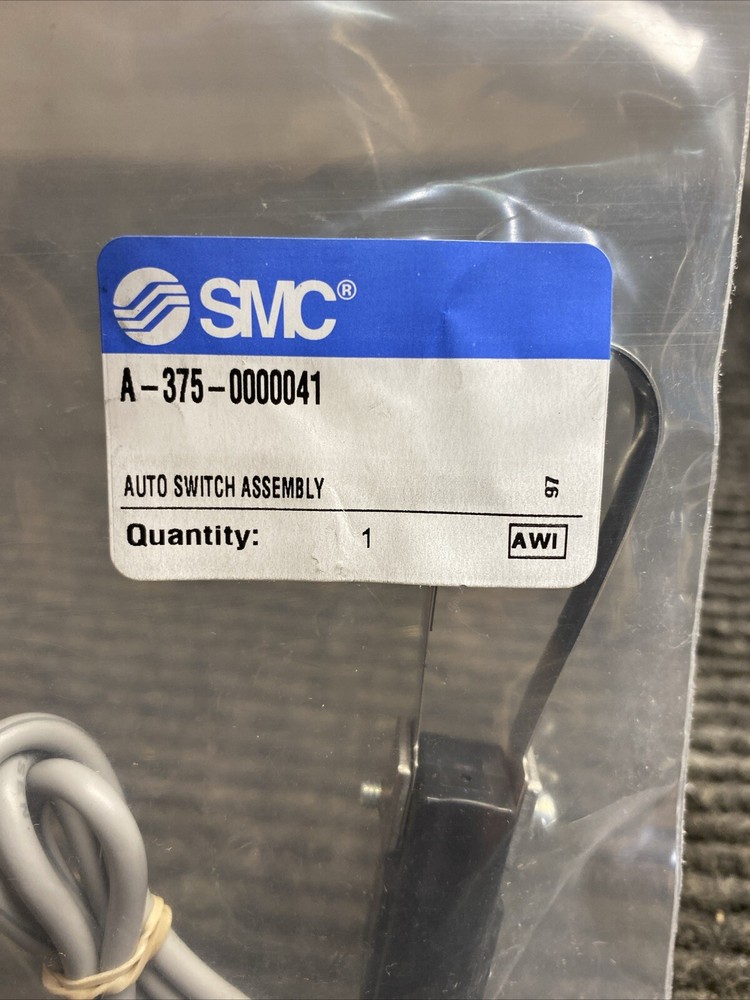 SMC®
A-375-0000041
AUTO SWITCH ASSEMBLY 97
Quantity: 1 AWI